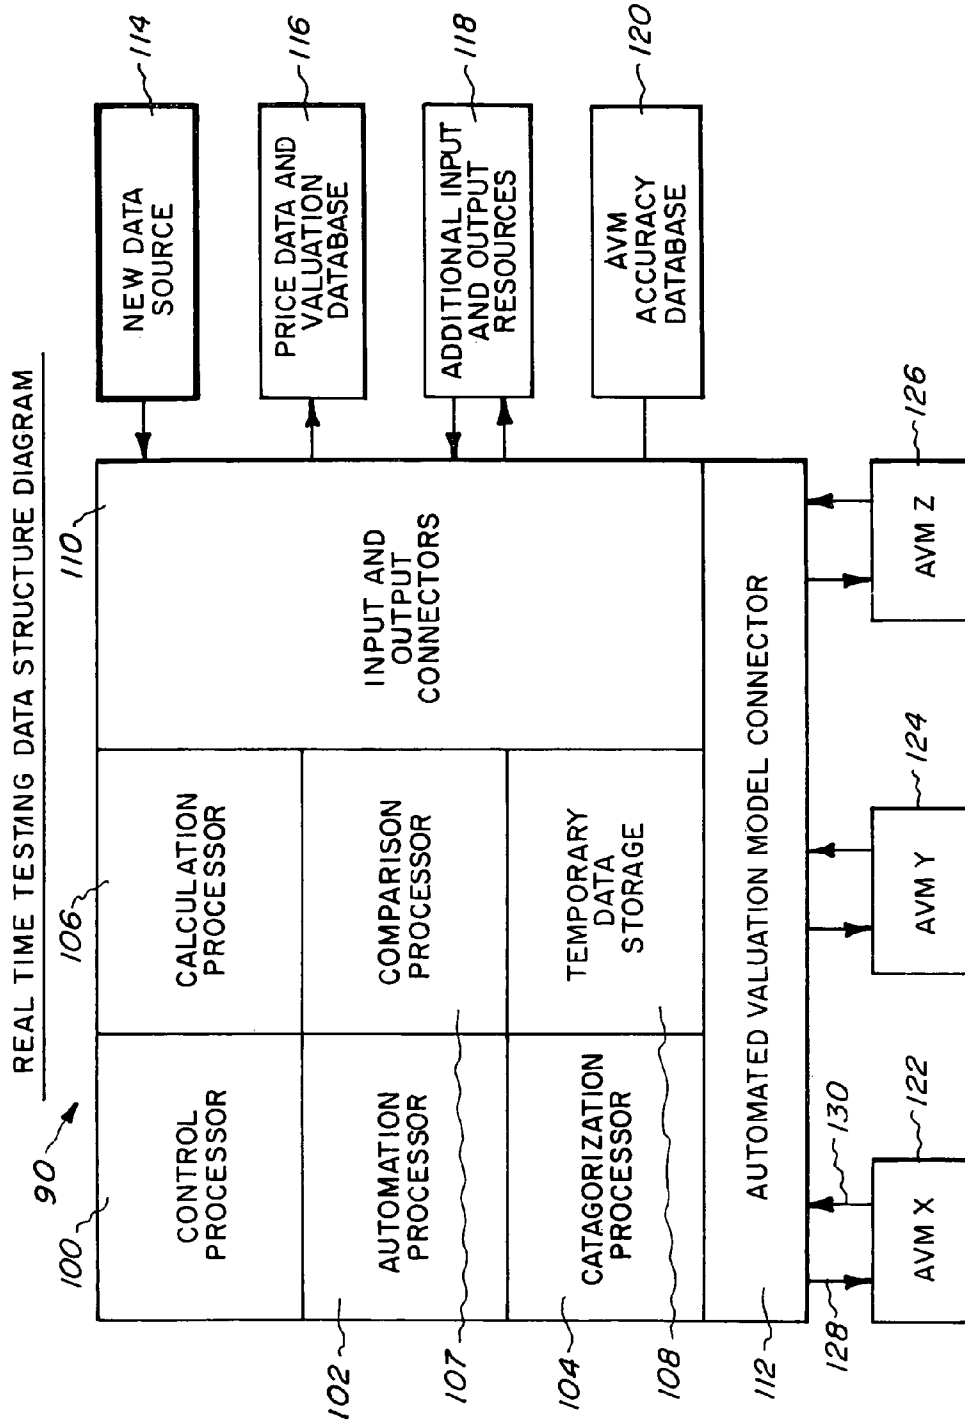 REAL TIME TESTING DATA STRUCTURE DIAGRAM
90
100
106
110
CONTROL
PROCESSOR
CALCULATION
PROCESSOR
INPUT AND
OUTPUT
CONNECTORS
NEW DATA
SOURCE
114
102
AUTOMATION
PROCESSOR
COMPARISON
PROCESSOR
107
PRICE DATA AND
VALUATION
DATABASE
116
104
CATAGORIZATION
PROCESSOR
TEMPORARY
DATA
STORAGE
108
ADDITIONAL INPUT
AND OUTPUT
RESOURCES
118
AVM
ACCURACY
DATABASE
120
112
AUTOMATED VALUATION MODEL CONNECTOR
128
130
AVM X
122
AVM Y
124
AVM Z
126